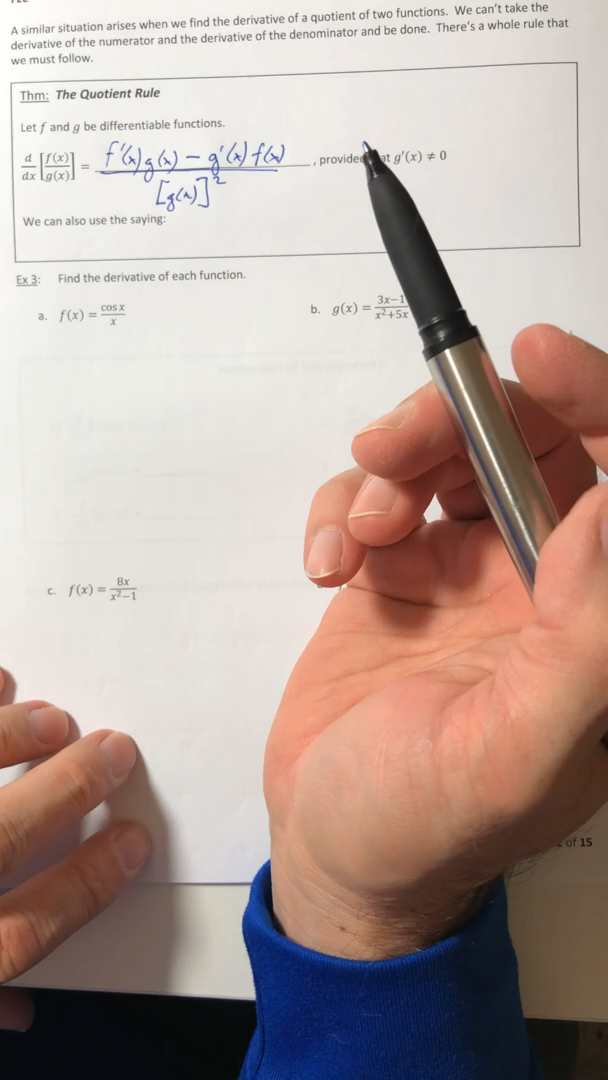 A similar situation arises when we find the derivative of a quotient of two functions. We can't take the
derivative of the numerator and the derivative of the denominator and be done. There's a whole rule that
we must follow.
Thm: The Quotient Rule
Let f and g be differentiable functions.
d/dx [f(x)/g(x)] = f'(x)g(x) − g'(x)f(x) / [g(x)]² , provided at g'(x) ≠ 0
We can also use the saying:
Ex 3: Find the derivative of each function.
a. f(x) = cos x/x b. g(x) = 3x−1/x²+5x
c. f(x) = 8x/x²−1
of 15